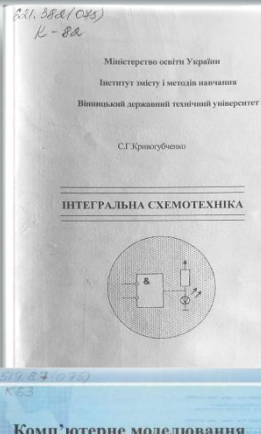 621.382(075)
К-82
Міністерство освіти України
Інститут змісту і методів навчання
Вінницький державний технічний університет
С.Г.Кривогубченко
ІНТЕГРАЛЬНА СХЕМОТЕХНІКА
&
519.87(075)
К63
Комп'ютерне моделювання